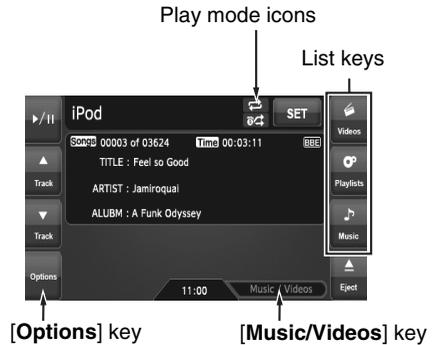 Play mode icons
List keys
iPod
SET
Videos
Songs 00003 of 03624 Time 00:03:11 BBE
TITLE : Feel so Good
Track
Playlists
ARTIST : Jamiroquai
ALUBM : A Funk Odyssey
Track
Music
Options
11:00
Music / Videos
Eject
[Options] key
[Music/Videos] key